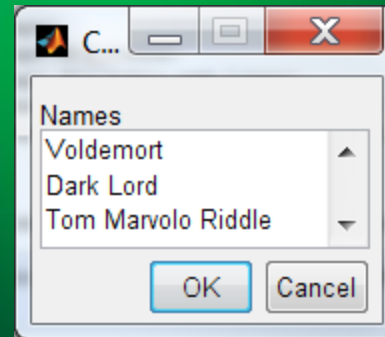 C...
Names
Voldemort
Dark Lord
Tom Marvolo Riddle
OK Cancel